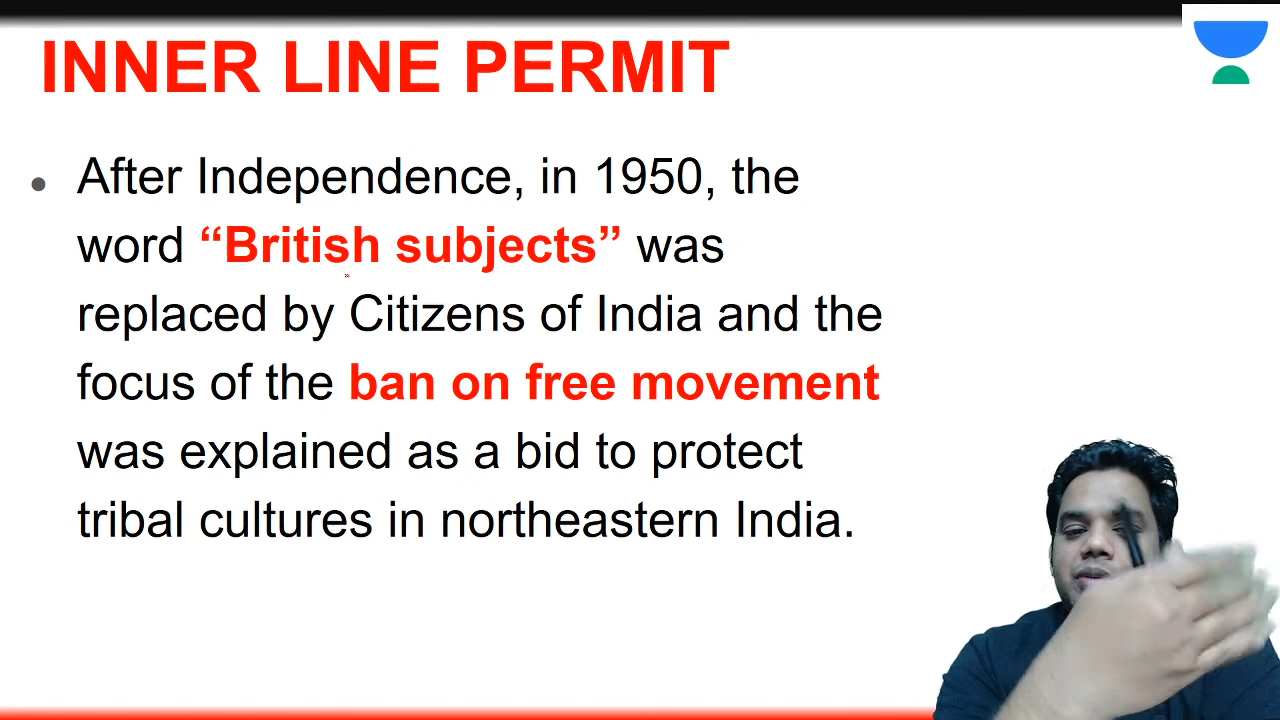 INNER LINE PERMIT
● After Independence, in 1950, the
word “British subjects” was
replaced by Citizens of India and the
focus of the ban on free movement
was explained as a bid to protect
tribal cultures in northeastern India.